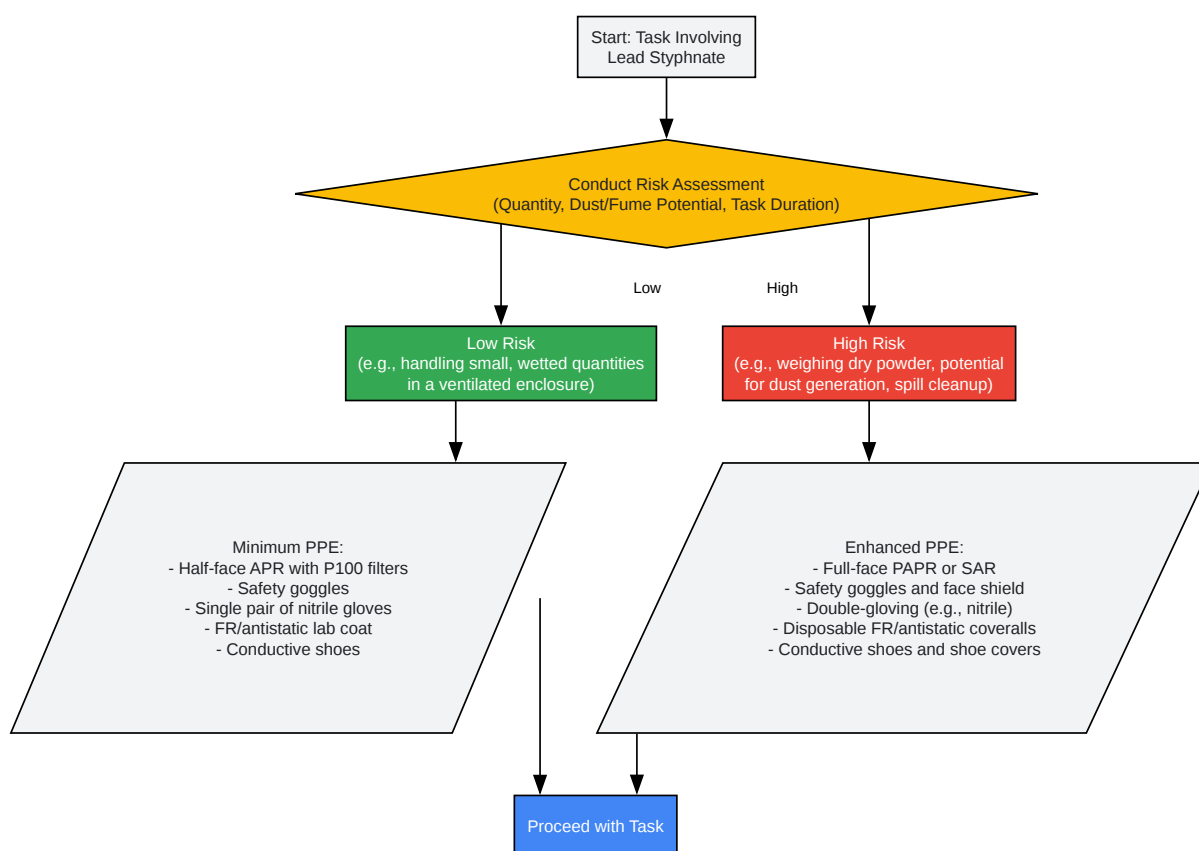 Start: Task Involving
Lead Styphnate
Conduct Risk Assessment
(Quantity, Dust/Fume Potential, Task Duration)
Low
High
Low Risk
(e.g., handling small, wetted quantities
in a ventilated enclosure)
High Risk
(e.g., weighing dry powder, potential
for dust generation, spill cleanup)
Minimum PPE:
- Half-face APR with P100 filters
- Safety goggles
- Single pair of nitrile gloves
- FR/antistatic lab coat
- Conductive shoes
Enhanced PPE:
- Full-face PAPR or SAR
- Safety goggles and face shield
- Double-gloving (e.g., nitrile)
- Disposable FR/antistatic coveralls
- Conductive shoes and shoe covers
Proceed with Task